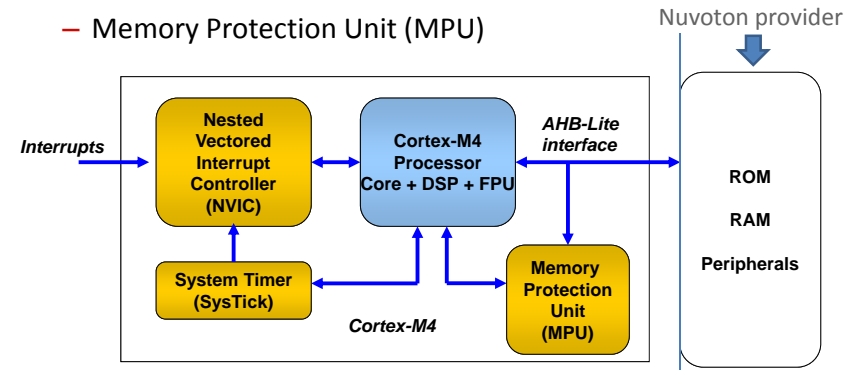 – Memory Protection Unit (MPU)
Nuvoton provider
Interrupts
Nested
Vectored
Interrupt
Controller
(NVIC)
Cortex-M4
Processor
Core + DSP + FPU
AHB-Lite
interface
ROM
RAM
Peripherals
System Timer
(SysTick)
Memory
Protection
Unit
(MPU)
Cortex-M4